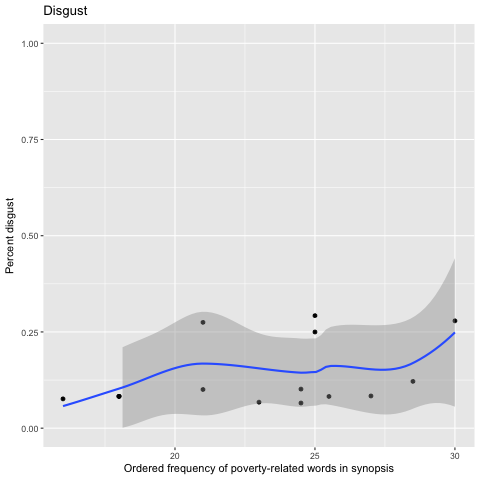 Disgust
1.00
0.75
0.50
0.25
0.00
Percent disgust
20
25
30
Ordered frequency of poverty-related words in synopsis